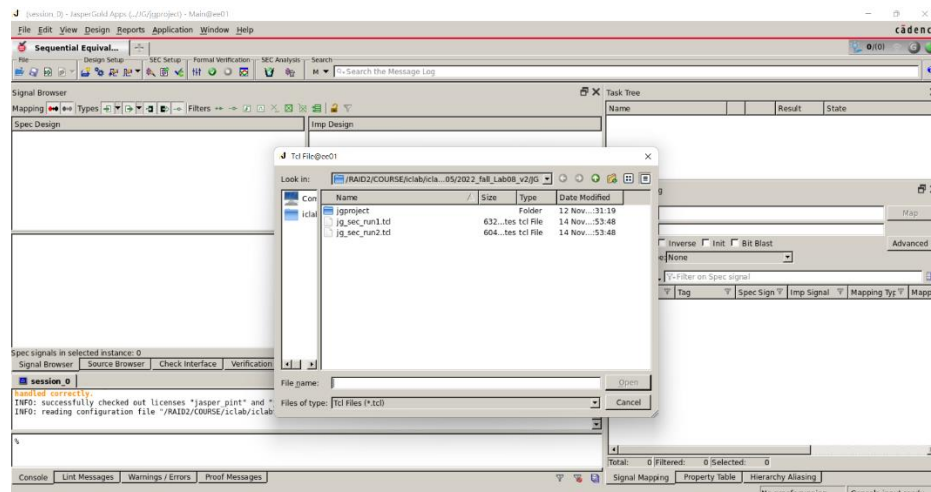 [session_0] - JasperGold Apps (../JG/jgproject) - Main@ee01
File Edit View Design Reports Application Window Help
cādenc
Sequential Equival...
0/(0)
File Design Setup SEC Setup Formal Verification SEC Analysis Search
Search the Message Log
Signal Browser
Task Tree
Mapping Types Filters
Name Result State
Spec Design Imp Design
Tcl File@ee01
Look in: /RAID2/COURSE/iclab/icla...05/2022_fall_Lab08_v2/JG
Com
iclal
Name Size Type Date Modified
jgproject Folder 12 Nov...:31:19
jg_sec_run1.tcl 632...tes tcl File 14 Nov...:53:48
jg_sec_run2.tcl 604...tes tcl File 14 Nov...:53:48
File name: Open
Files of type: Tcl Files (*.tcl) Cancel
Map
Inverse Init Bit Blast Advanced
None
Filter on Spec signal
Tag Spec Sign Imp Signal Mapping Typ Mapp
Spec signals in selected instance: 0
Signal Browser Source Browser Check Interface Verification
session_0
handled correctly.
INFO: successfully checked out licenses "jasper_pint" and "
INFO: reading configuration file "/RAID2/COURSE/iclab/iclab
%
Total: 0 Filtered: 0 Selected: 0
Console Lint Messages Warnings / Errors Proof Messages
Signal Mapping Property Table Hierarchy Aliasing